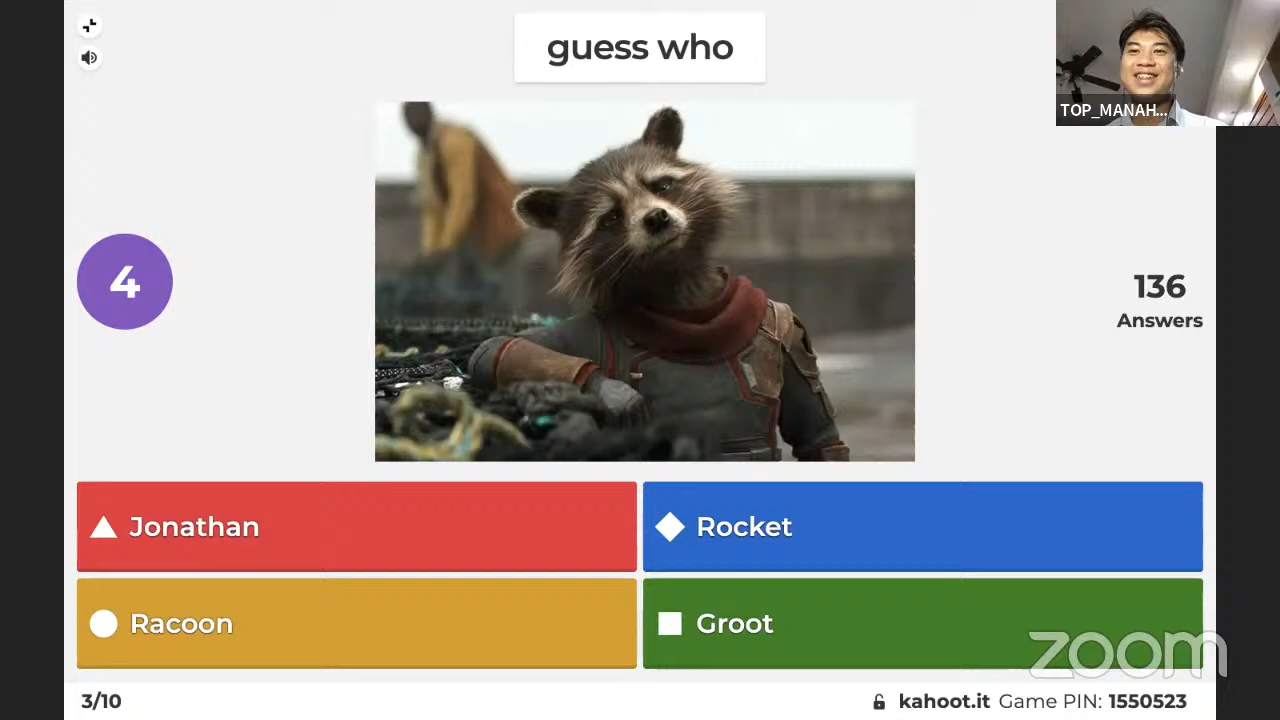 guess who
TOP_MANAH...
4
136
Answers
Jonathan
Rocket
Racoon
Groot
zoom
3/10
kahoot.it Game PIN: 1550523